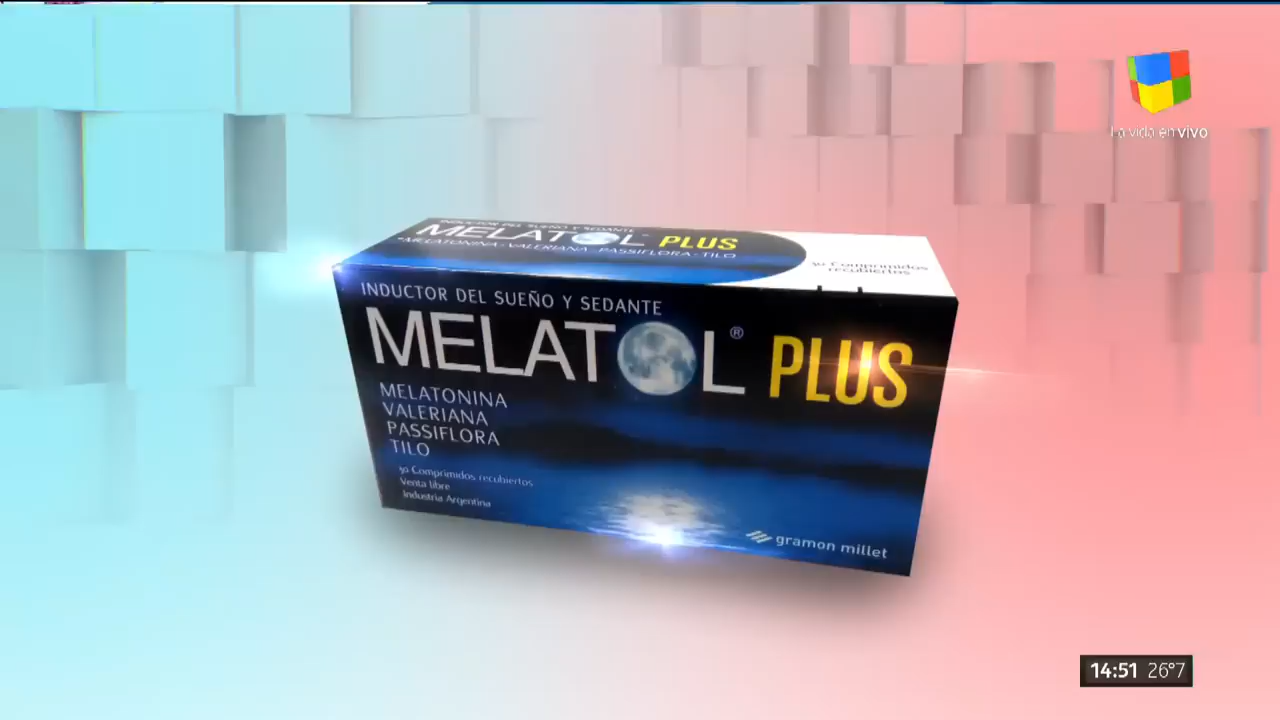 La vida en vivo
INDUCTOR DEL SUEÑO Y SEDANTE
MELATOL PLUS
MELATONINA - VALERIANA - PASSIFLORA - TILO
30 Comprimidos
recubiertos
INDUCTOR DEL SUEÑO Y SEDANTE
MELATOL® PLUS
MELATONINA
VALERIANA
PASSIFLORA
TILO
30 Comprimidos recubiertos
Venta libre
Industria Argentina
gramon millet
14:51 26°7